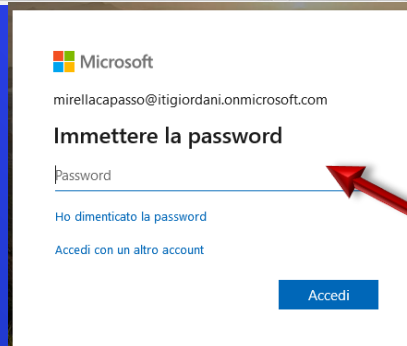 Microsoft
mirellacapasso@itigiordani.onmicrosoft.com
Immettere la password
Password
Ho dimenticato la password
Accedi con un altro account
Accedi